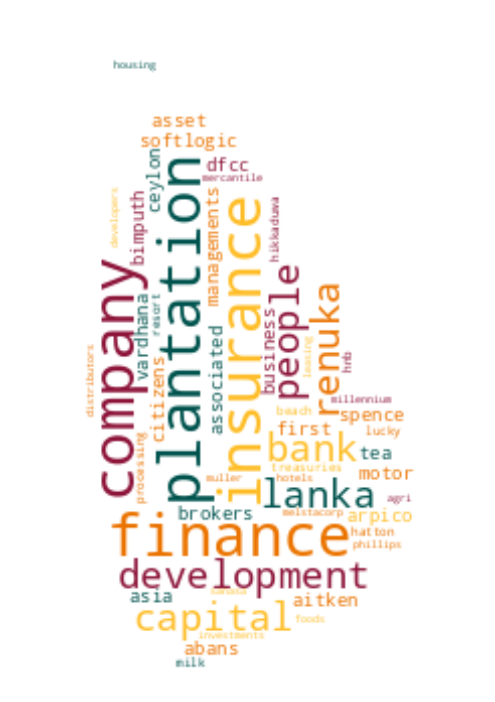 housing
asset
softlogic
ceylon
plantation
dfcc
mercantile
developers
bimputh
managements
insurance
hikkaduwa
company
vardhana
resort
associated
business
people
renuka
distributors
citizens
leasing
hnb
millennium
beach
spence
first
lucky
bank
tea
processing
treasuries
motor
muller
hotels
lanka
agri
brokers
melstacorp
arpico
finance
hatton
phillips
development
asia
aitken
capital
foods
investments
abans
milk